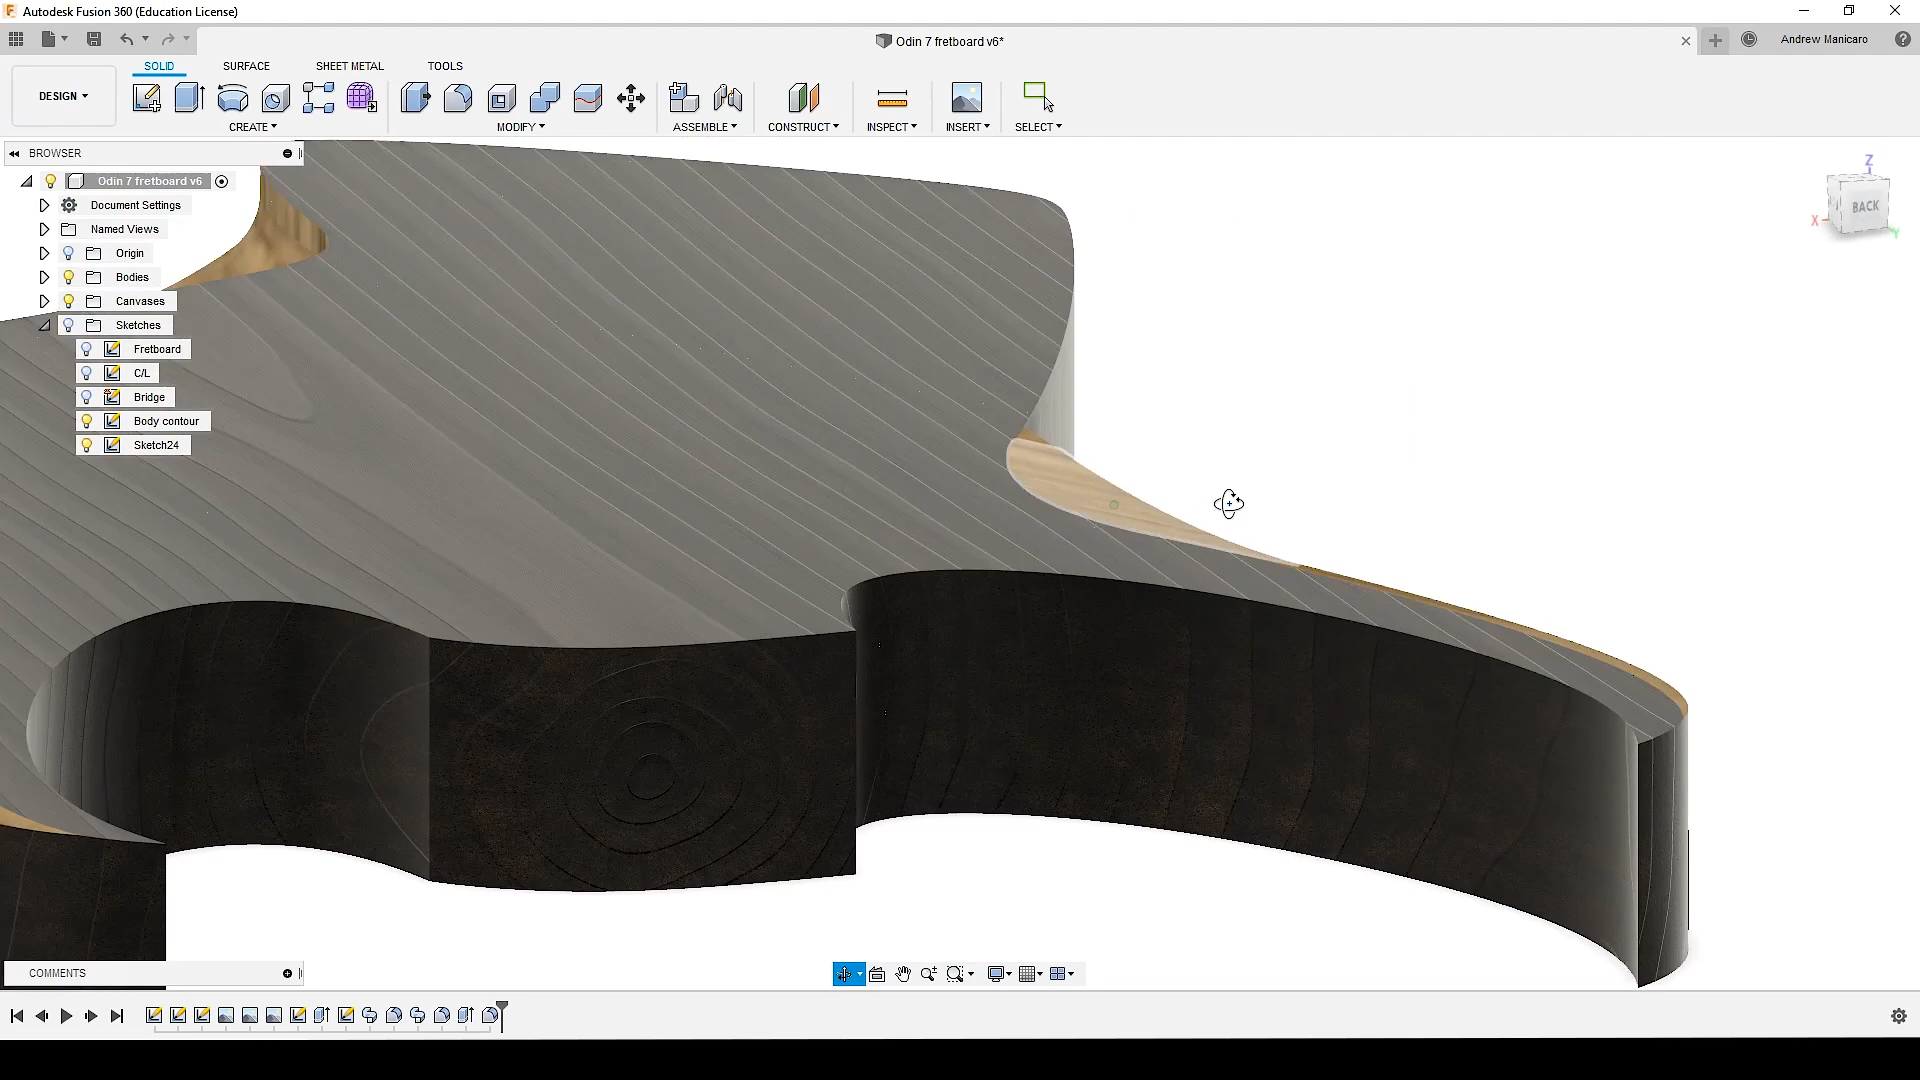 Autodesk Fusion 360 (Education License)
Odin 7 fretboard v6*
Andrew Manicaro
SOLID SURFACE SHEET METAL TOOLS
DESIGN
CREATE MODIFY ASSEMBLE CONSTRUCT INSPECT INSERT SELECT
BROWSER
Odin 7 fretboard v6
Document Settings
Named Views
Origin
Bodies
Canvases
Sketches
Fretboard
C/L
Bridge
Body contour
Sketch24
Z
X
BACK
Y
COMMENTS